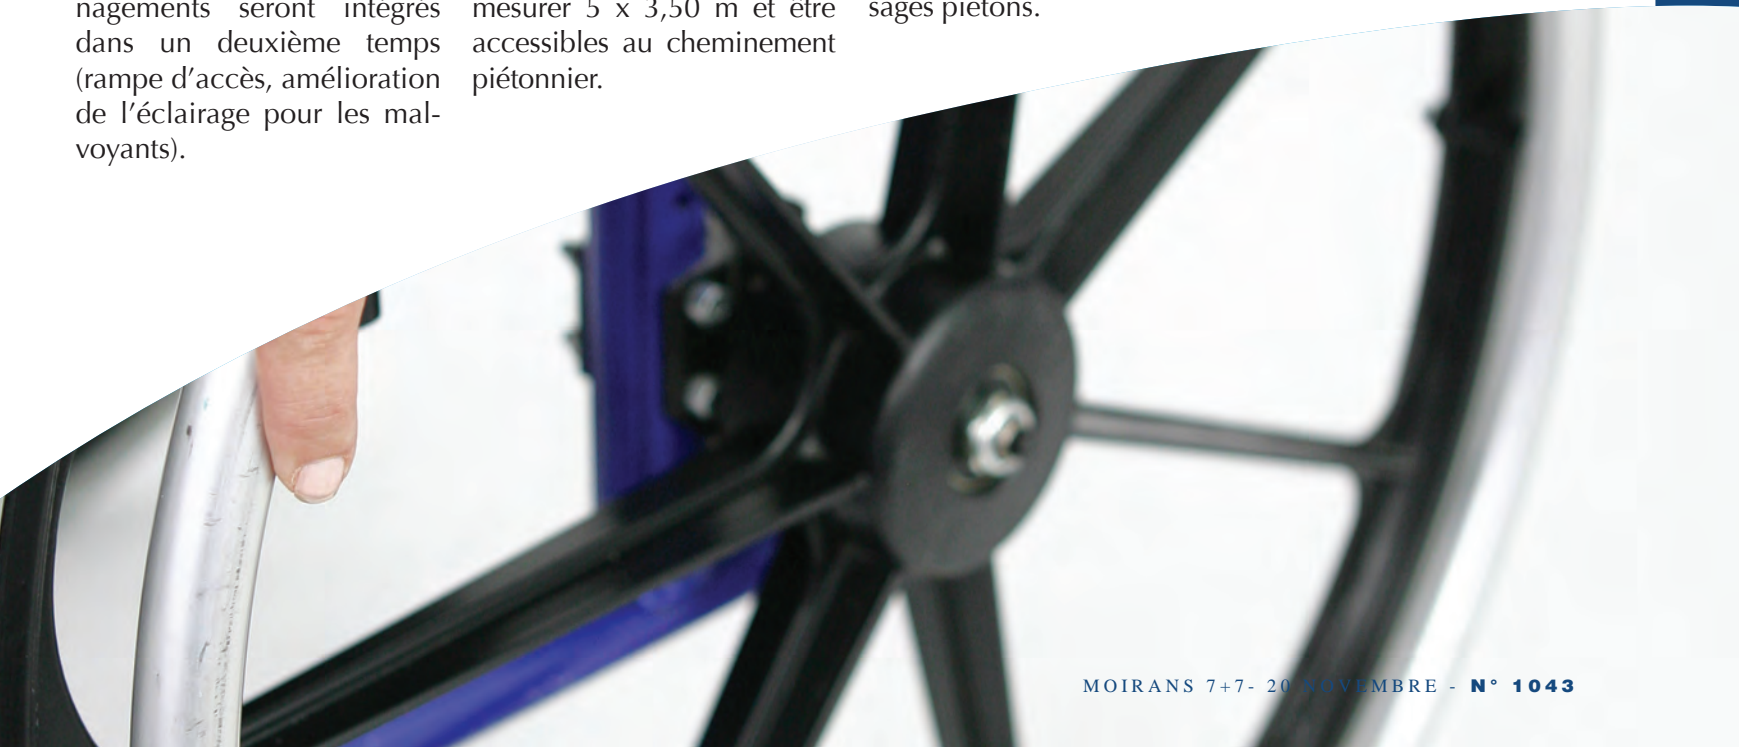 nagements seront intégrés
dans un deuxième temps
(rampe d'accès, amélioration
de l'éclairage pour les mal-
voyants).
mesurer 5 x 3,50 m et être
accessibles au cheminement
piétonnier.
sages piétons.
MOIRANS 7+7- 20 NOVEMBRE - N° 1043